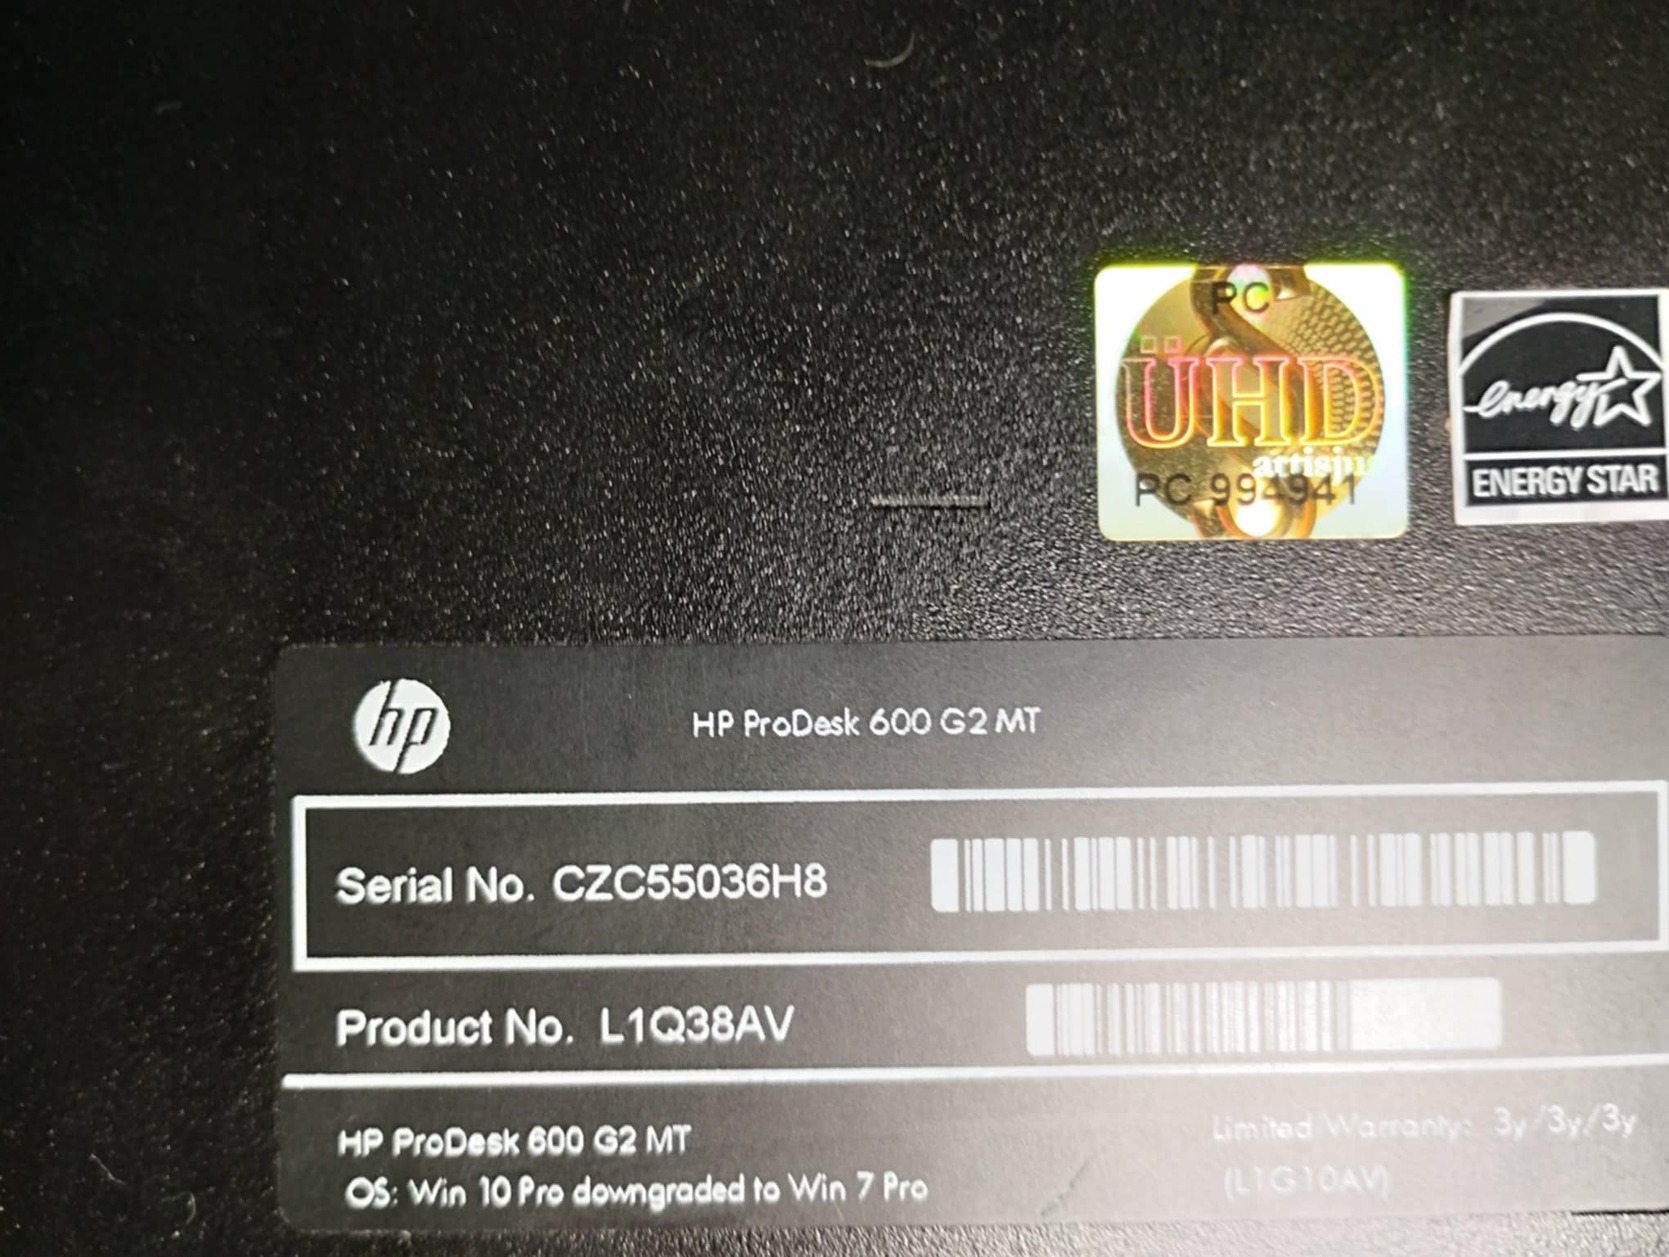 PC
ÜHD
artisju
PC 994941
energy
ENERGY STAR
hp
HP ProDesk 600 G2 MT
Serial No. CZC55036H8
Product No. L1Q38AV
HP ProDesk 600 G2 MT
Limited Warranty: 3y/3y/3y
OS: Win 10 Pro downgraded to Win 7 Pro
(L1G10AV)